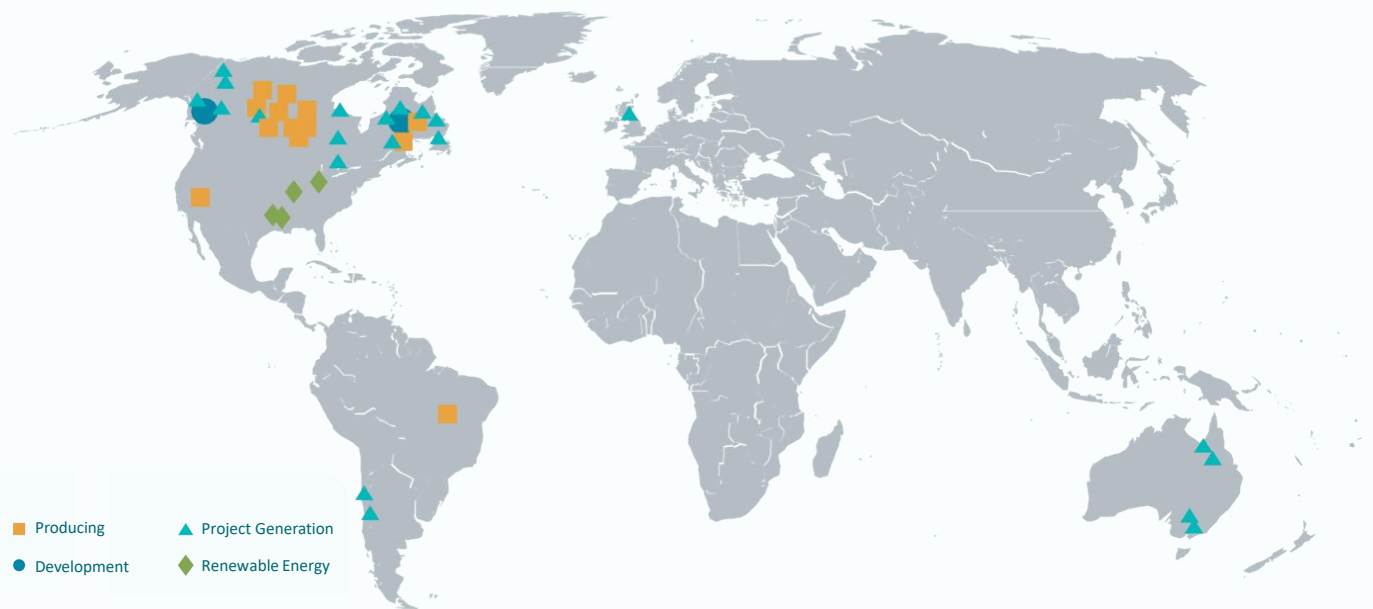 Producing
Project Generation
Development
Renewable Energy